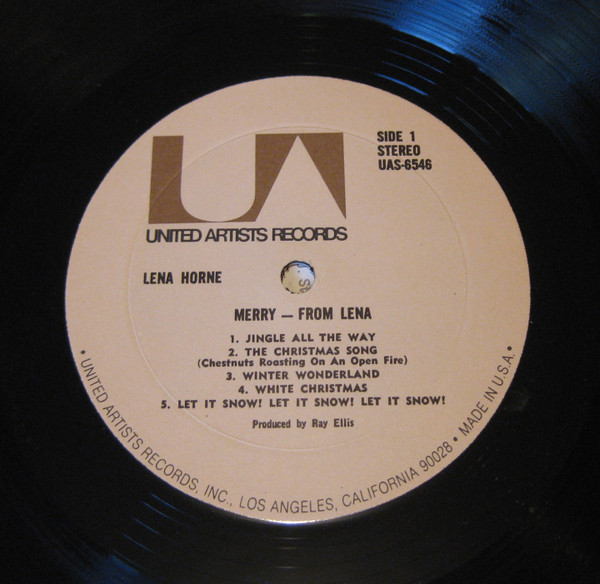 UA
SIDE 1
STEREO
UAS-6546
UNITED ARTISTS RECORDS
LENA HORNE
MERRY — FROM LENA
1. JINGLE ALL THE WAY
2. THE CHRISTMAS SONG
(Chestnuts Roasting On An Open Fire)
3. WINTER WONDERLAND
4. WHITE CHRISTMAS
5. LET IT SNOW! LET IT SNOW! LET IT SNOW!
Produced by Ray Ellis
• UNITED ARTISTS RECORDS, INC., LOS ANGELES, CALIFORNIA 90028 • MADE IN U.S.A. •